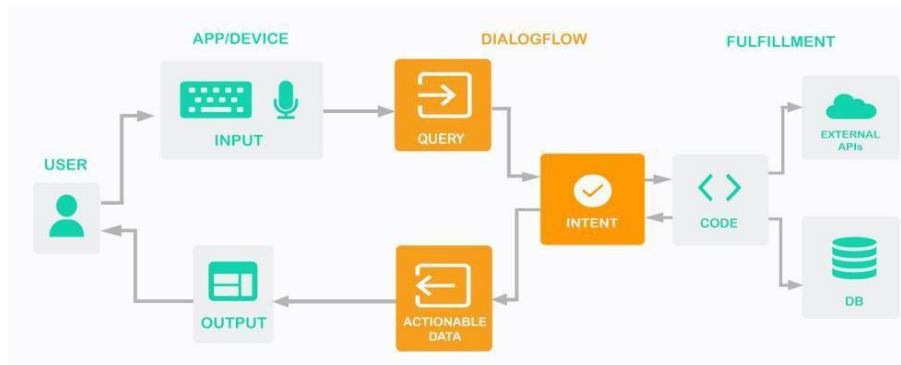 APP/DEVICE
DIALOGFLOW
FULFILLMENT
INPUT
QUERY
EXTERNAL
APIs
USER
INTENT
CODE
OUTPUT
ACTIONABLE
DATA
DB